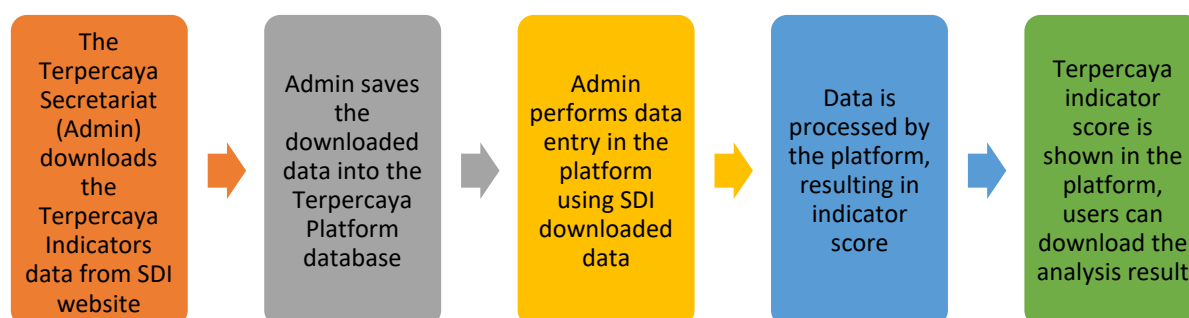 The
Terpercaya
Secretariat
(Admin)
downloads
the
Terpercaya
Indicators
data from SDI
website
Admin saves
the
downloaded
data into the
Terpercaya
Platform
database
Admin
performs data
entry in the
platform
using SDI
downloaded
data
Data is
processed by
the platform,
resulting in
indicator
score
Terpercaya
indicator
score is
shown in the
platform,
users can
download the
analysis result